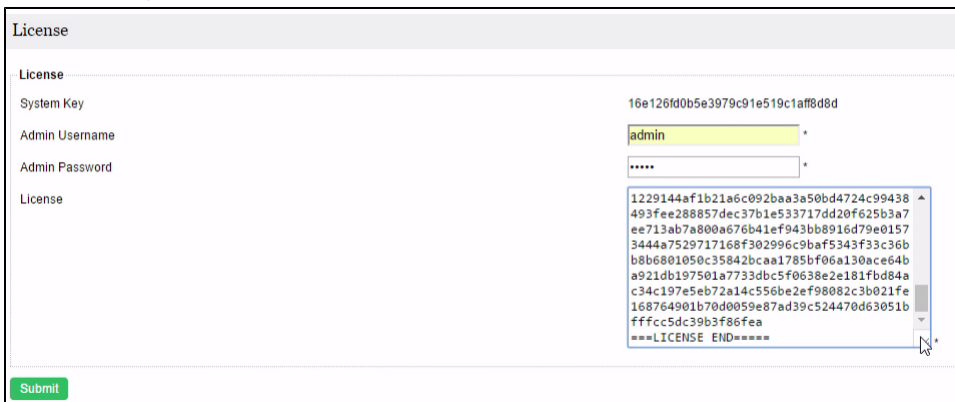 License
License
System Key 16e126fd0b5e3979c91e519c1aff8d8d
Admin Username admin *
Admin Password ••••• *
License
1229144af1b21a6c092baa3a50bd4724c99438
493fee288857dec37b1e533717dd20f625b3a7
ee713ab7a800a676b41ef943bb8916d79e0157
3444a7529717168f302996c9baf5343f33c36b
b8b6801050c35842bcaa1785bf06a130ace64b
a921db197501a7733dbc5f0638e2e181fbd84a
c34c197e5eb72a14c556be2ef98082c3b021fe
168764901b70d0059e87ad39c524470d63051b
fffcc5dc39b3f86fea
===LICENSE END===== *
Submit